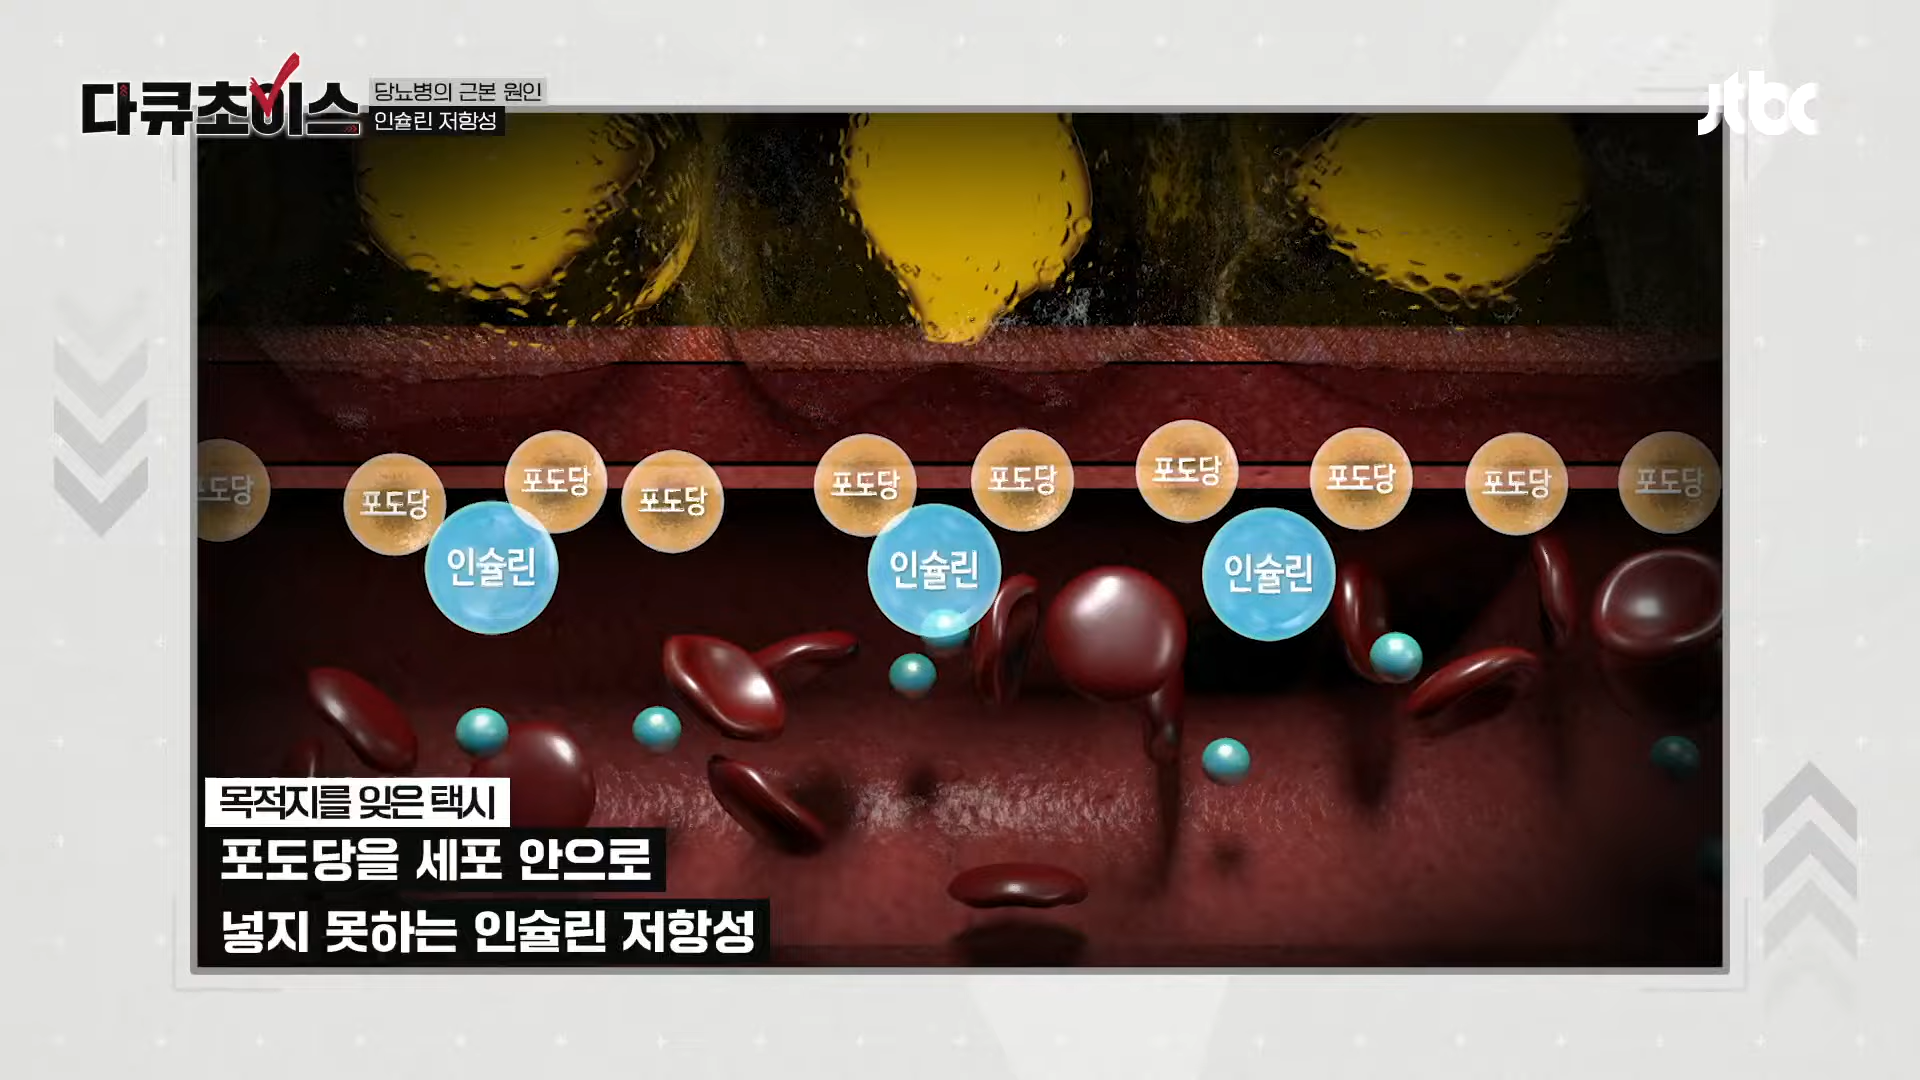 다큐초이스
당뇨병의 근본 원인
인슐린 저항성
jtbc
포도당
포도당
포도당
포도당
포도당
포도당
포도당
포도당
포도당
포도당
인슐린
인슐린
인슐린
목적지를 잊은 택시
포도당을 세포 안으로
넣지 못하는 인슐린 저항성